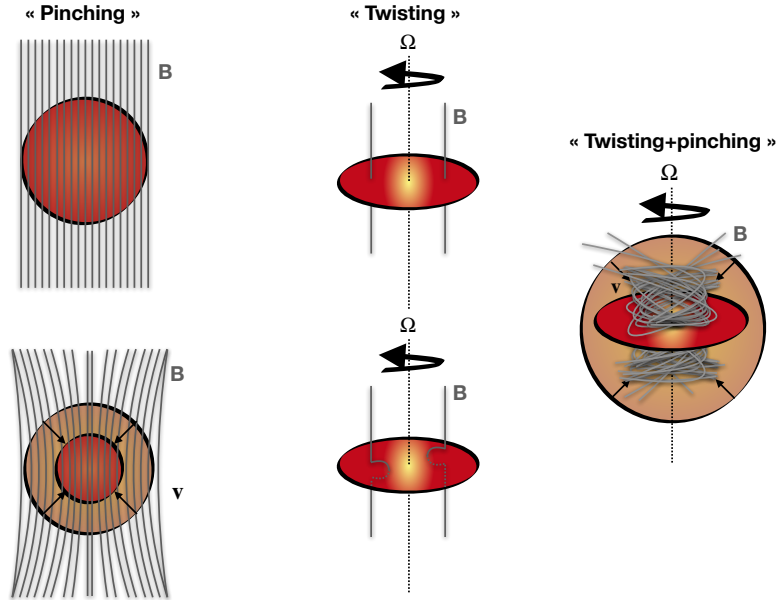 « Pinching »
B
B
v
« Twisting »
Ω
B
Ω
B
« Twisting+pinching »
Ω
B
v